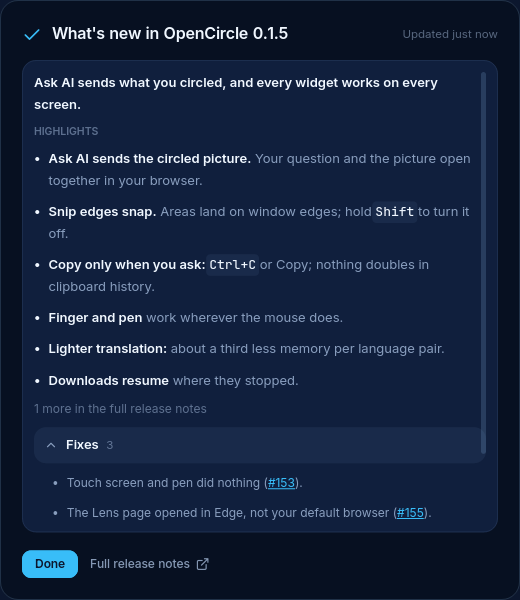 What's new in OpenCircle 0.1.5
Updated just now
Ask AI sends what you circled, and every widget works on every
screen.
HIGHLIGHTS
• Ask AI sends the circled picture. Your question and the picture open
together in your browser.
• Snip edges snap. Areas land on window edges; hold Shift to turn it
off.
• Copy only when you ask: Ctrl+C or Copy; nothing doubles in
clipboard history.
• Finger and pen work wherever the mouse does.
• Lighter translation: about a third less memory per language pair.
• Downloads resume where they stopped.
1 more in the full release notes
Fixes 3
• Touch screen and pen did nothing (#153).
• The Lens page opened in Edge, not your default browser (#155).
Done
Full release notes